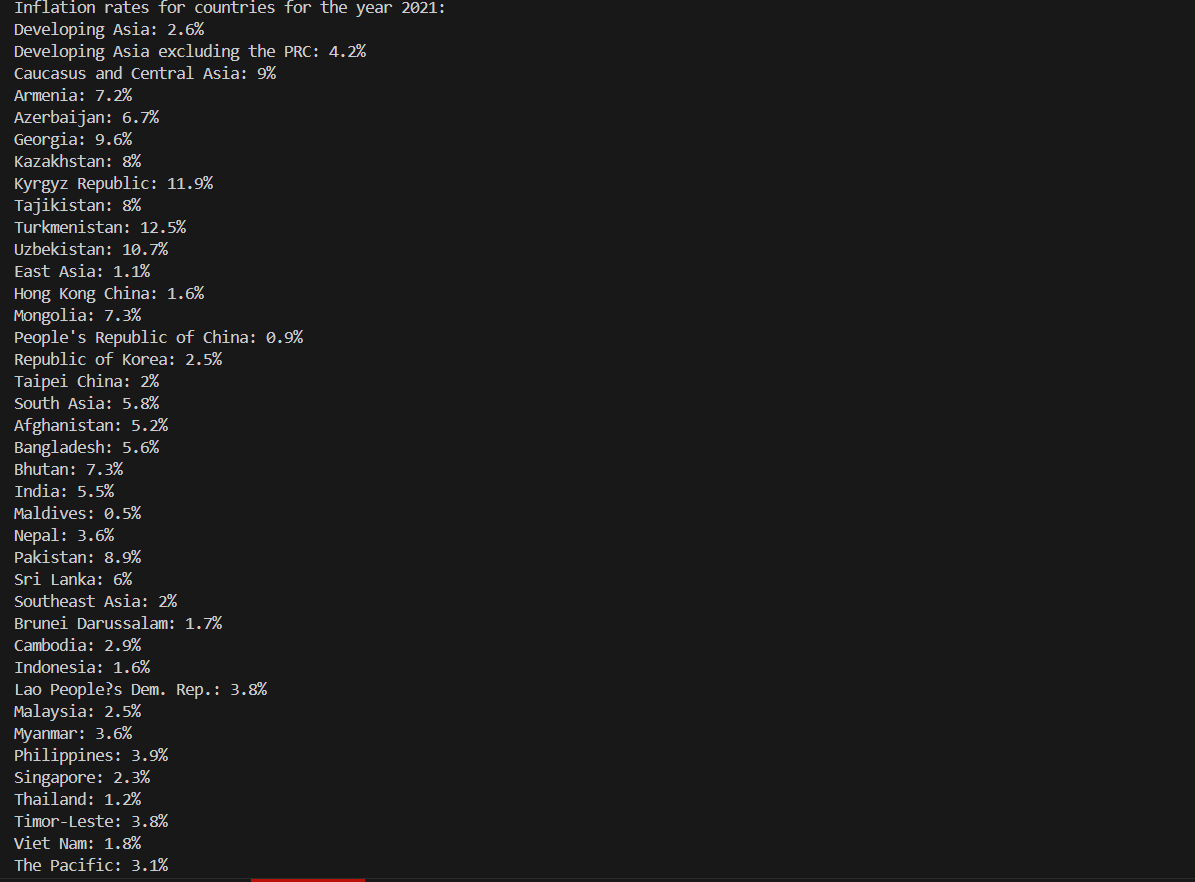 Inflation rates for countries for the year 2021:
Developing Asia: 2.6%
Developing Asia excluding the PRC: 4.2%
Caucasus and Central Asia: 9%
Armenia: 7.2%
Azerbaijan: 6.7%
Georgia: 9.6%
Kazakhstan: 8%
Kyrgyz Republic: 11.9%
Tajikistan: 8%
Turkmenistan: 12.5%
Uzbekistan: 10.7%
East Asia: 1.1%
Hong Kong China: 1.6%
Mongolia: 7.3%
People's Republic of China: 0.9%
Republic of Korea: 2.5%
Taipei China: 2%
South Asia: 5.8%
Afghanistan: 5.2%
Bangladesh: 5.6%
Bhutan: 7.3%
India: 5.5%
Maldives: 0.5%
Nepal: 3.6%
Pakistan: 8.9%
Sri Lanka: 6%
Southeast Asia: 2%
Brunei Darussalam: 1.7%
Cambodia: 2.9%
Indonesia: 1.6%
Lao People?s Dem. Rep.: 3.8%
Malaysia: 2.5%
Myanmar: 3.6%
Philippines: 3.9%
Singapore: 2.3%
Thailand: 1.2%
Timor-Leste: 3.8%
Viet Nam: 1.8%
The Pacific: 3.1%